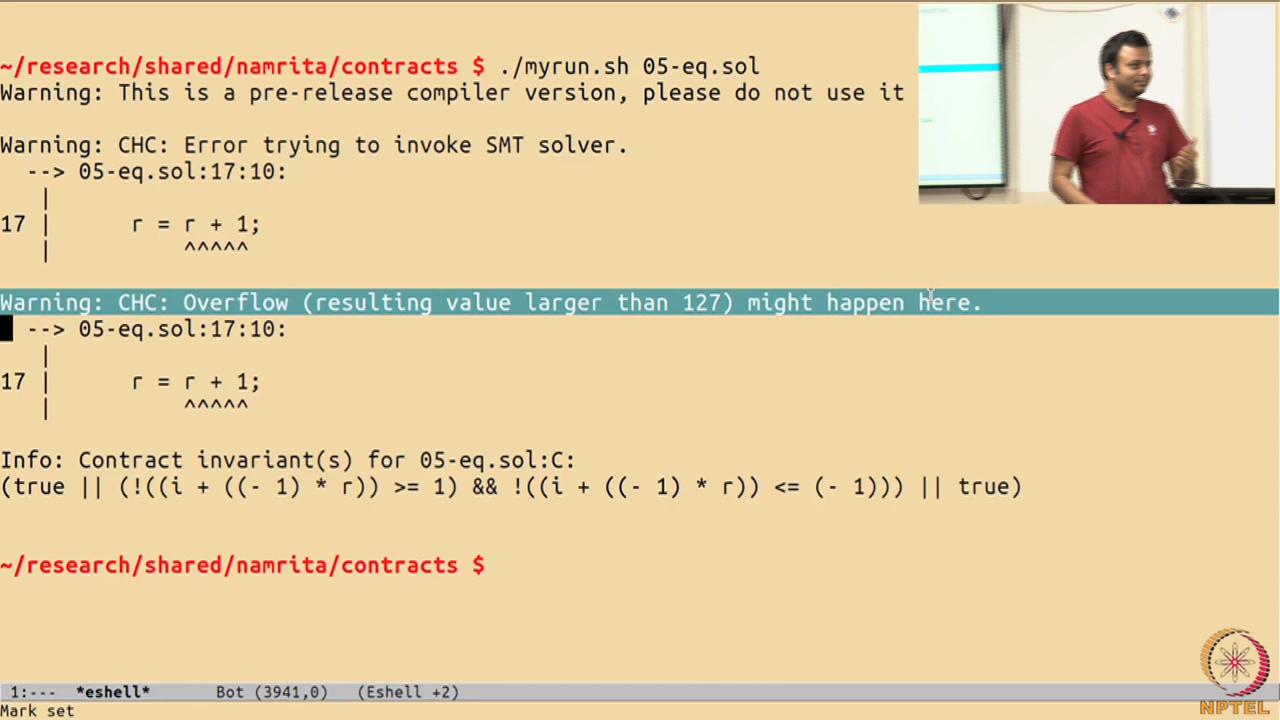 ~/research/shared/namrita/contracts $ ./myrun.sh 05-eq.sol
Warning: This is a pre-release compiler version, please do not use it
Warning: CHC: Error trying to invoke SMT solver.
--> 05-eq.sol:17:10:
|
17 | r = r + 1;
| ^^^^^
Warning: CHC: Overflow (resulting value larger than 127) might happen here.
--> 05-eq.sol:17:10:
|
17 | r = r + 1;
| ^^^^^
Info: Contract invariant(s) for 05-eq.sol:C:
(true || (!((i + ((- 1) * r)) >= 1) && !((i + ((- 1) * r)) <= (- 1))) || true)
~/research/shared/namrita/contracts $
1:--- *eshell* Bot (3941,0) (Eshell +2)
Mark set
NPTEL